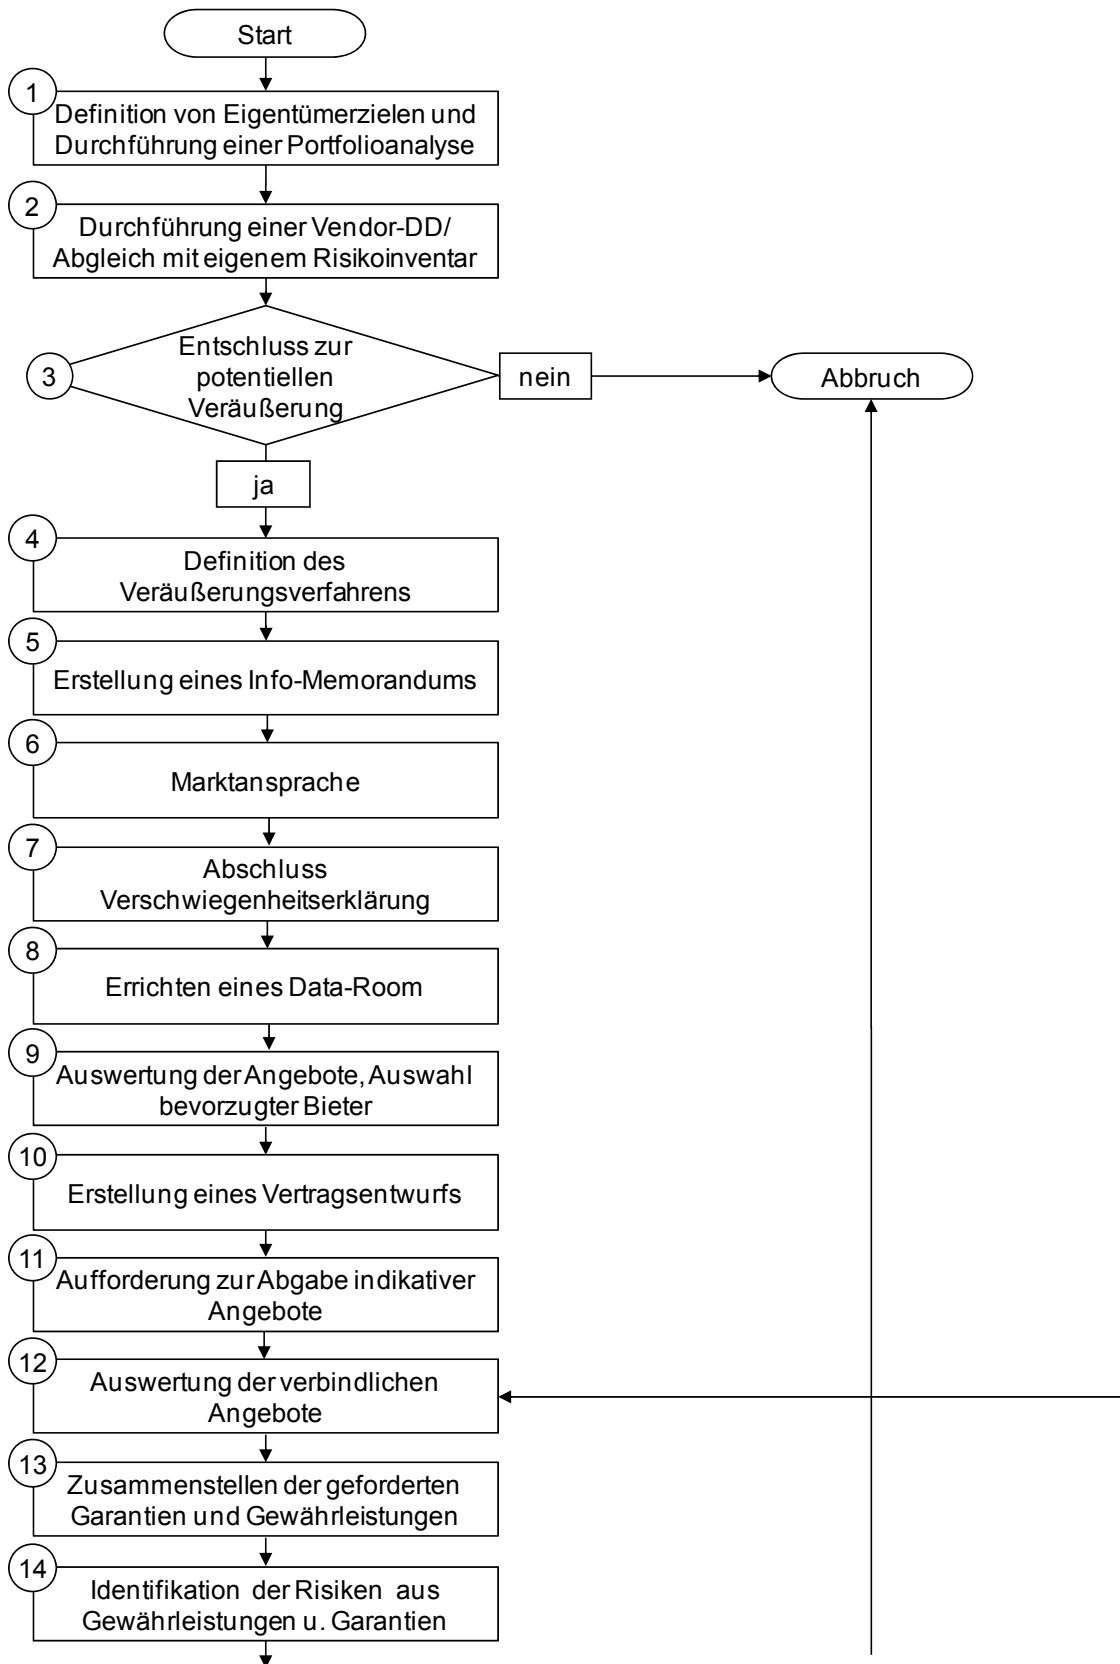 Start
1
Definition von Eigentümerzielen und
Durchführung einer Portfolioanalyse
2
Durchführung einer Vendor-DD/
Abgleich mit eigenem Risikoinventar
3
Entschluss zur
potentiellen
Veräußerung
nein
Abbruch
ja
4
Definition des
Veräußerungsverfahrens
5
Erstellung eines Info-Memorandums
6
Marktansprache
7
Abschluss
Verschwiegenheitserklärung
8
Errichten eines Data-Room
9
Auswertung der Angebote, Auswahl
bevorzugter Bieter
10
Erstellung eines Vertragsentwurfs
11
Aufforderung zur Abgabe indikativer
Angebote
12
Auswertung der verbindlichen
Angebote
13
Zusammenstellen der geforderten
Garantien und Gewährleistungen
14
Identifikation der Risiken aus
Gewährleistungen u. Garantien